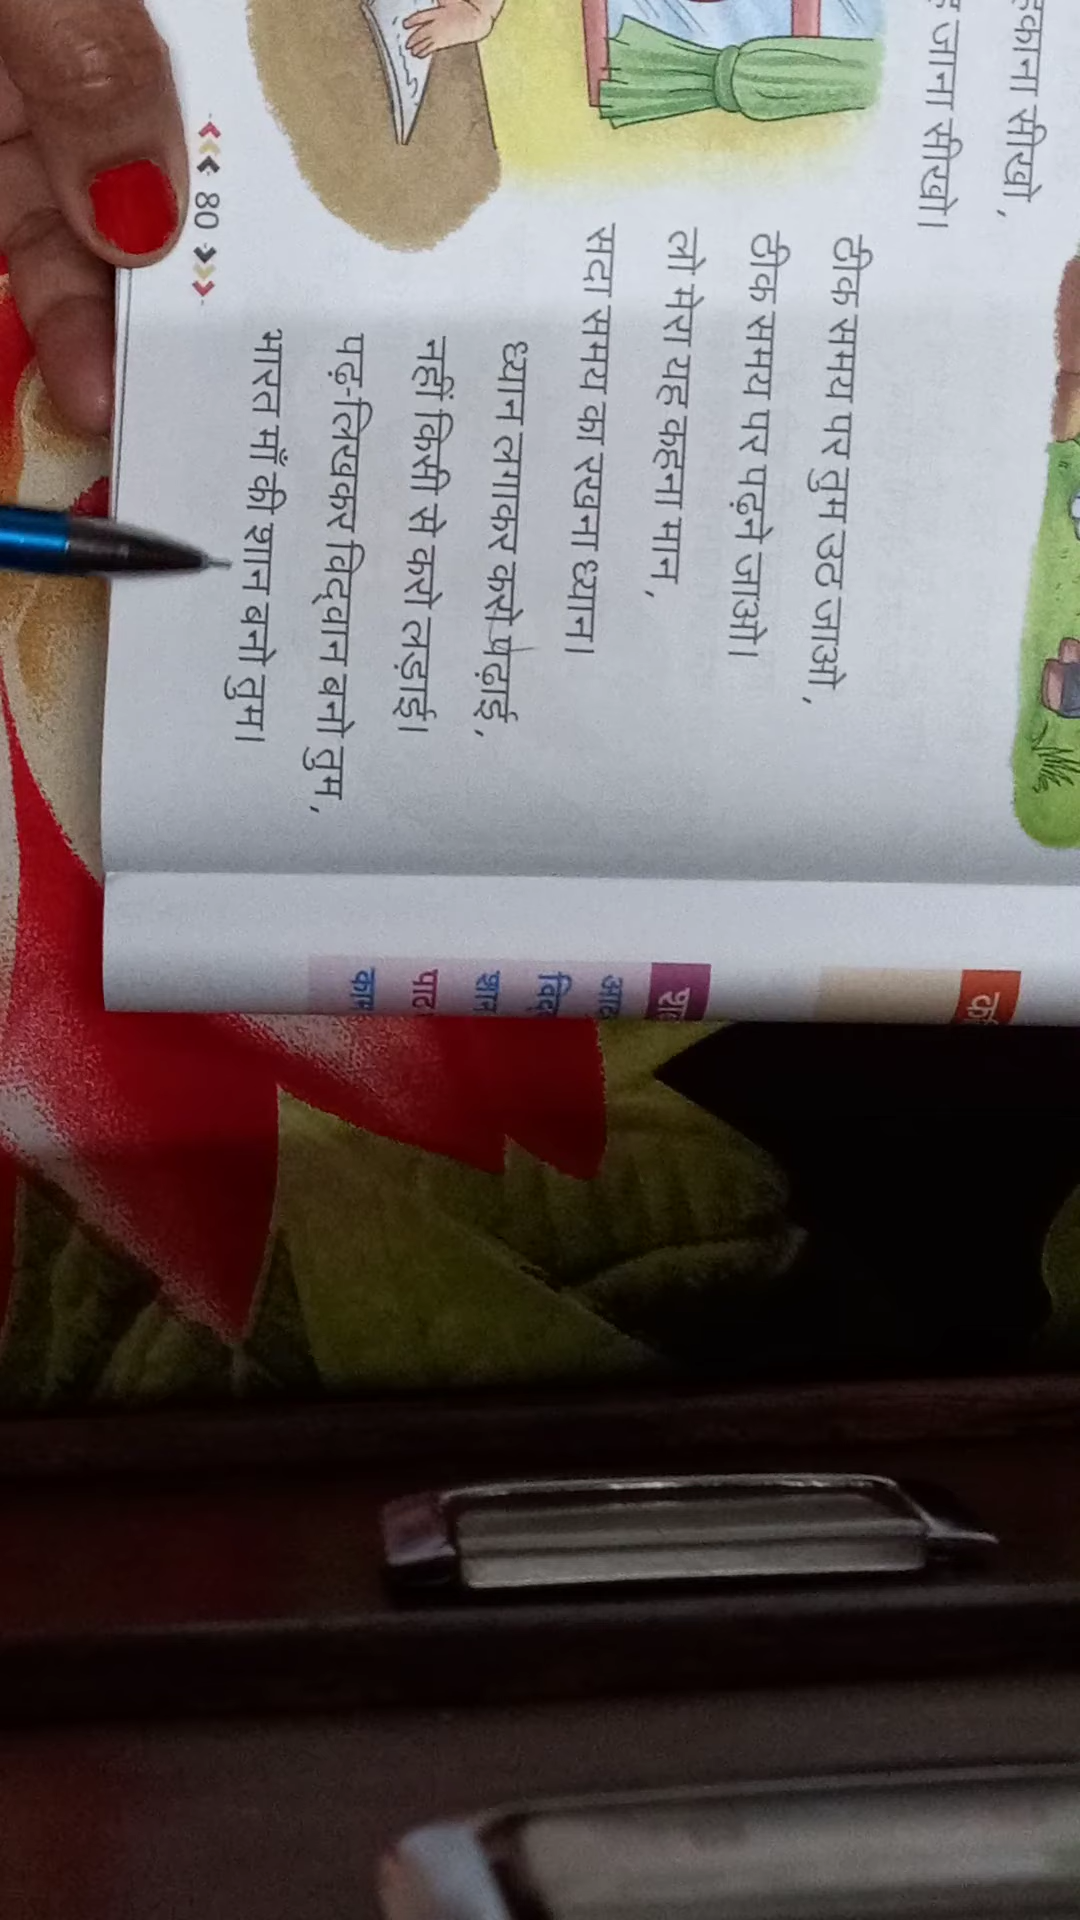 सीखो,
जाना सीखो।
ठीक समय पर तुम उठ जाओ,
ठीक समय पर पढ़ने जाओ।
लो मेरा यह कहना मान,
सदा समय का रखना ध्यान।
ध्यान लगाकर करो पढ़ाई,
नहीं किसी से करो लड़ाई।
पढ़-लिखकर विद्वान बनो तुम,
भारत माँ की शान बनो तुम।
80
शान
काम